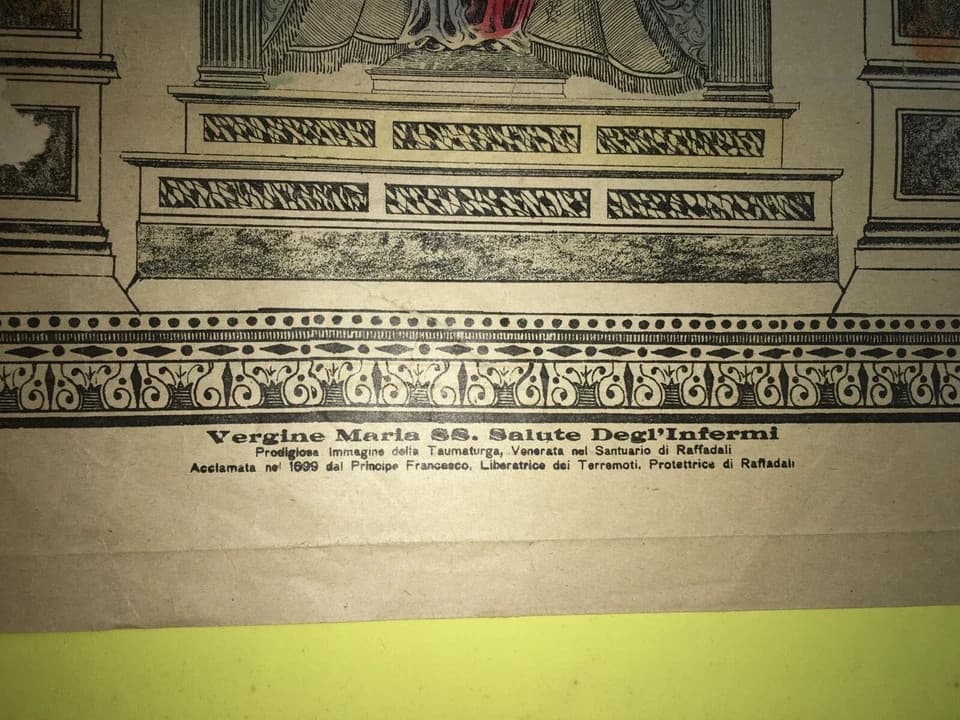 Vergine Maria SS. Salute Degl'Infermi
Prodigiosa Immagine della Taumaturga, Venerata nel Santuario di Raffadali
Acclamata nel 1699 dal Principe Francesco, Liberatrice dei Terremoti, Protettrice di Raffadali